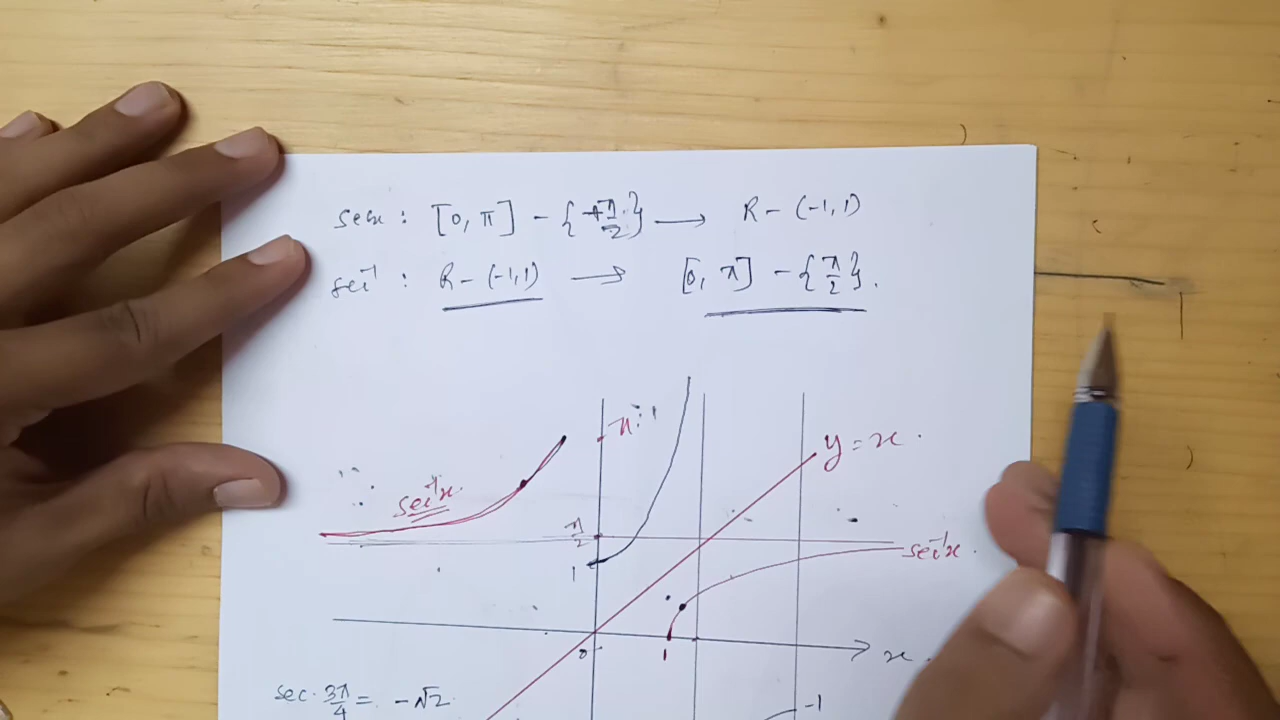 secx : [0, π] - {+π/2} → R - (-1, 1)
sec⁻¹ : R - (-1, 1) → [0, π] - {π/2}.
π
y = x.
sec⁻¹x.
π/2
sec⁻¹x.
1
0
1
x.
sec. 3π/4 = -√2
-1